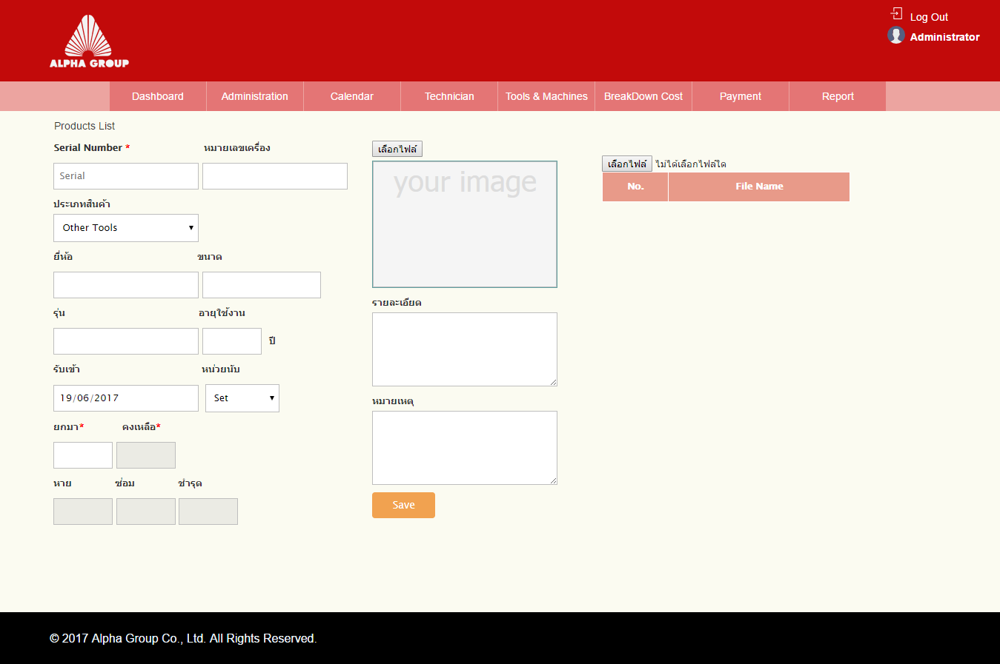 Log Out
Administrator
ALPHA GROUP
Dashboard Administration Calendar Technician Tools & Machines BreakDown Cost Payment Report
Products List
Serial Number * หมายเลขเครื่อง
Serial
ประเภทสินค้า
Other Tools
ยี่ห้อ ขนาด
รุ่น อายุใช้งาน
ปี
รับเข้า หน่วยนับ
19/06/2017 Set
ยกมา* คงเหลือ*
หาย ซ่อม ชำรุด
เลือกไฟล์
your image
รายละเอียด
หมายเหตุ
Save
เลือกไฟล์ ไม่ได้เลือกไฟล์ใด
No. File Name
© 2017 Alpha Group Co., Ltd. All Rights Reserved.